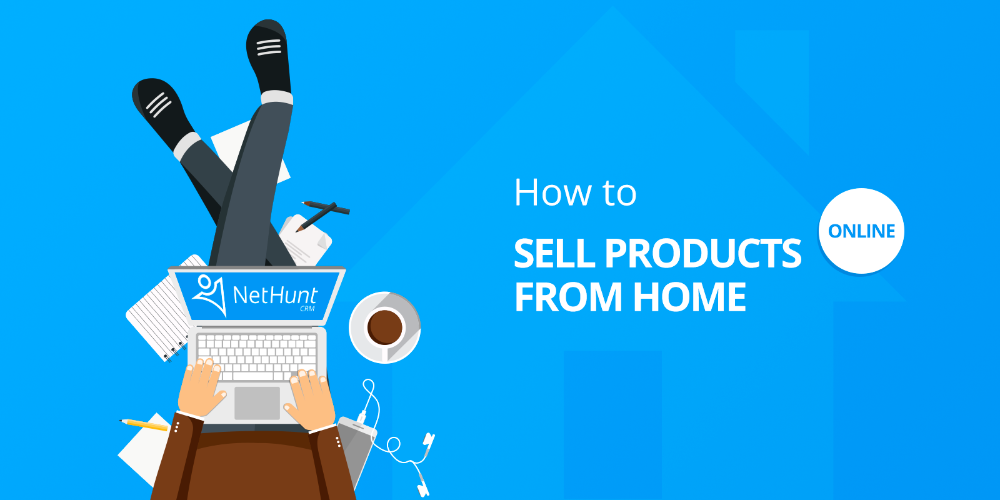 How to
SELL PRODUCTS
FROM HOME
ONLINE
NetHunt
CRM